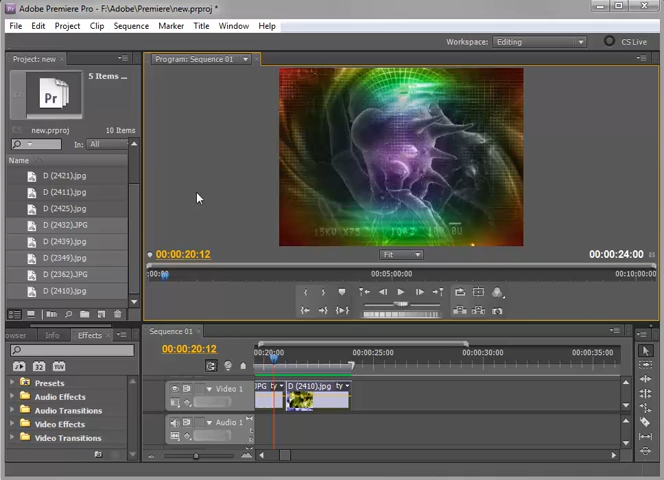 Adobe Premiere Pro - F:\Adobe\Premiere\new.prproj *
File Edit Project Clip Sequence Marker Title Window Help
Workspace: Editing CS Live
Project: new
Program: Sequence 01
5 Items...
Pr
new.prproj 10 Items
In: All
Name
D (2421).jpg
D (2411).jpg
D (2425).jpg
D (2432).JPG
D (2439).jpg
D (2349).jpg
D (2362).JPG
D (2410).jpg
00:00:20:12 Fit 00:00:24:00
:00:00 00:05:00:00 00:10:00:00
owser Info Effects
Presets
Audio Effects
Audio Transitions
Video Effects
Video Transitions
Sequence 01
00:00:20:12
00:20:00 00:00:25:00 00:00:30:00 00:00:35:00
Video 1
JPG ty D (2410).jpg ty
Audio 1